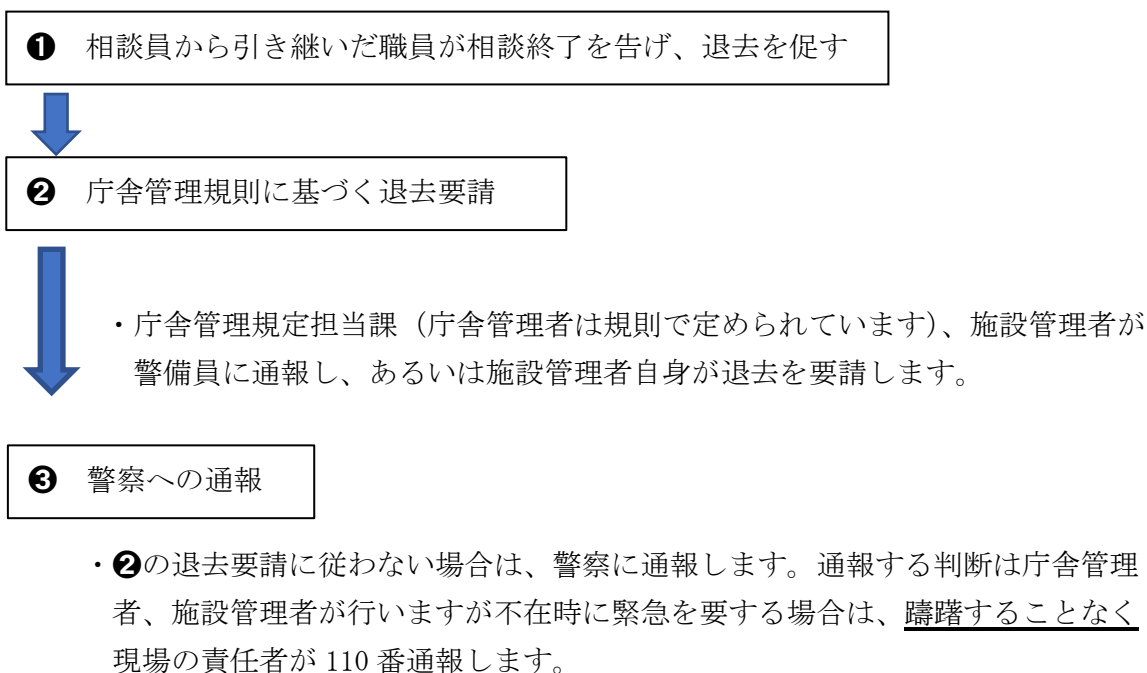 ❶ 相談員から引き継いだ職員が相談終了を告げ、退去を促す
❷ 庁舎管理規則に基づく退去要請
・庁舎管理規定担当課（庁舎管理者は規則で定められています）、施設管理者が
警備員に通報し、あるいは施設管理者自身が退去を要請します。
❸ 警察への通報
・❷の退去要請に従わない場合は、警察に通報します。通報する判断は庁舎管理
者、施設管理者が行いますが不在時に緊急を要する場合は、躊躇することなく
現場の責任者が 110 番通報します。